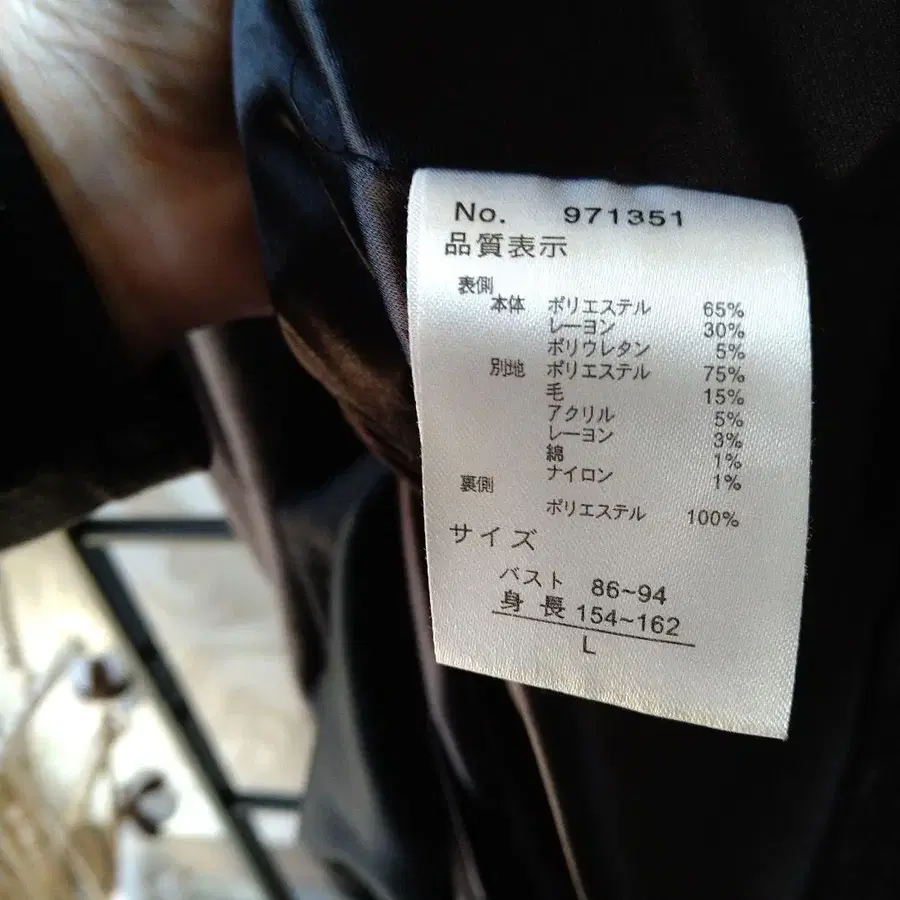 No. 971351
品質表示
表側
本体 ポリエステル 65%
レーヨン 30%
ポリウレタン 5%
別地 ポリエステル 75%
毛 15%
アクリル 5%
レーヨン 3%
綿 1%
ナイロン 1%
裏側
ポリエステル 100%
サイズ
バスト 86~94
身長 154~162
L